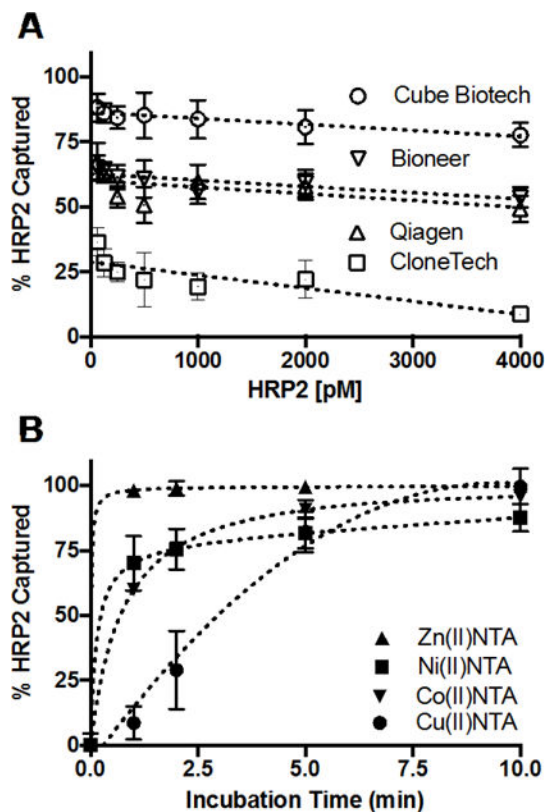 A
100
75
50
25
0
% HRP2 Captured
Cube Biotech
Bioneer
Qiagen
CloneTech
0 1000 2000 3000 4000
HRP2 [pM]
B
100
75
50
25
0
% HRP2 Captured
Zn(II)NTA
Ni(II)NTA
Co(II)NTA
Cu(II)NTA
0.0 2.5 5.0 7.5 10.0
Incubation Time (min)